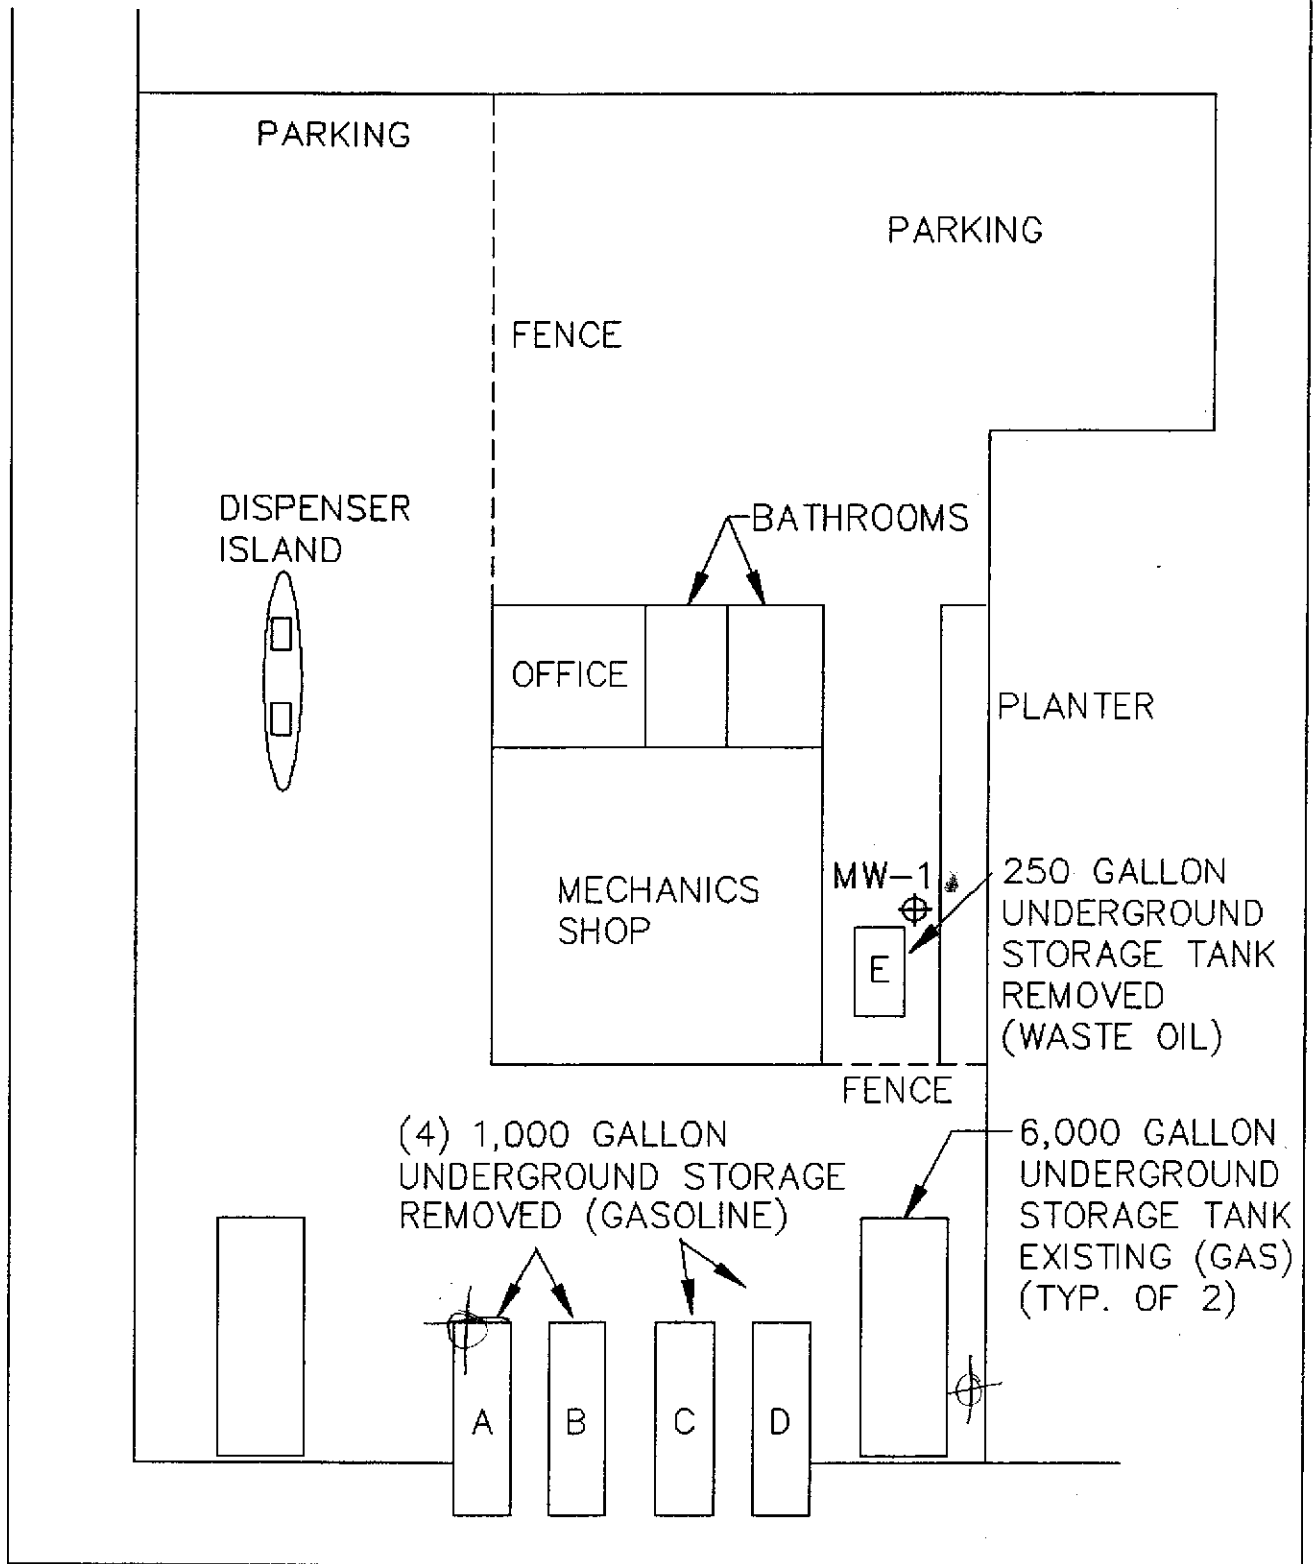 PARKING
PARKING
FENCE
DISPENSER
ISLAND
BATHROOMS
OFFICE
PLANTER
MECHANICS
SHOP
MW-1
250 GALLON
UNDERGROUND
STORAGE TANK
REMOVED
(WASTE OIL)
E
FENCE
(4) 1,000 GALLON
UNDERGROUND STORAGE
REMOVED (GASOLINE)
6,000 GALLON
UNDERGROUND
STORAGE TANK
EXISTING (GAS)
(TYP. OF 2)
A
B
C
D